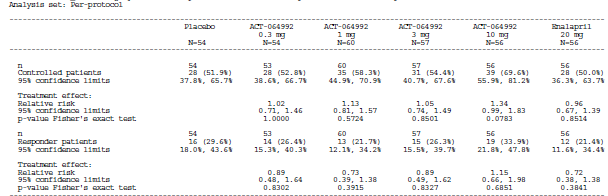 Analysis set: Per-protocol
Placebo ACT-064992 ACT-064992 ACT-064992 ACT-064992 Enalapril
0.3 mg 1 mg 3 mg 10 mg 20 mg
N=54 N=54 N=60 N=57 N=56 N=56
n 54 53 60 57 56 56
Controlled patients 28 (51.9%) 28 (52.8%) 35 (58.3%) 31 (54.4%) 39 (69.6%) 28 (50.0%)
95% confidence limits 37.8%, 65.7% 38.6%, 66.7% 44.9%, 70.9% 40.7%, 67.6% 55.9%, 81.2% 36.3%, 63.7%
Treatment effect:
Relative risk 1.02 1.13 1.05 1.34 0.96
95% confidence limits 0.71, 1.46 0.81, 1.57 0.74, 1.49 0.99, 1.83 0.67, 1.39
p-value Fisher's exact test 1.0000 0.5724 0.8501 0.0783 0.8514
n 54 53 60 57 56 56
Responder patients 16 (29.6%) 14 (26.4%) 13 (21.7%) 15 (26.3%) 19 (33.9%) 12 (21.4%)
95% confidence limits 18.0%, 43.6% 15.3%, 40.3% 12.1%, 34.2% 15.5%, 39.7% 21.8%, 47.8% 11.6%, 34.4%
Treatment effect:
Relative risk 0.89 0.73 0.89 1.15 0.72
95% confidence limits 0.48, 1.64 0.39, 1.38 0.49, 1.62 0.66, 1.98 0.38, 1.38
p-value Fisher's exact test 0.8302 0.3915 0.8327 0.6851 0.3841